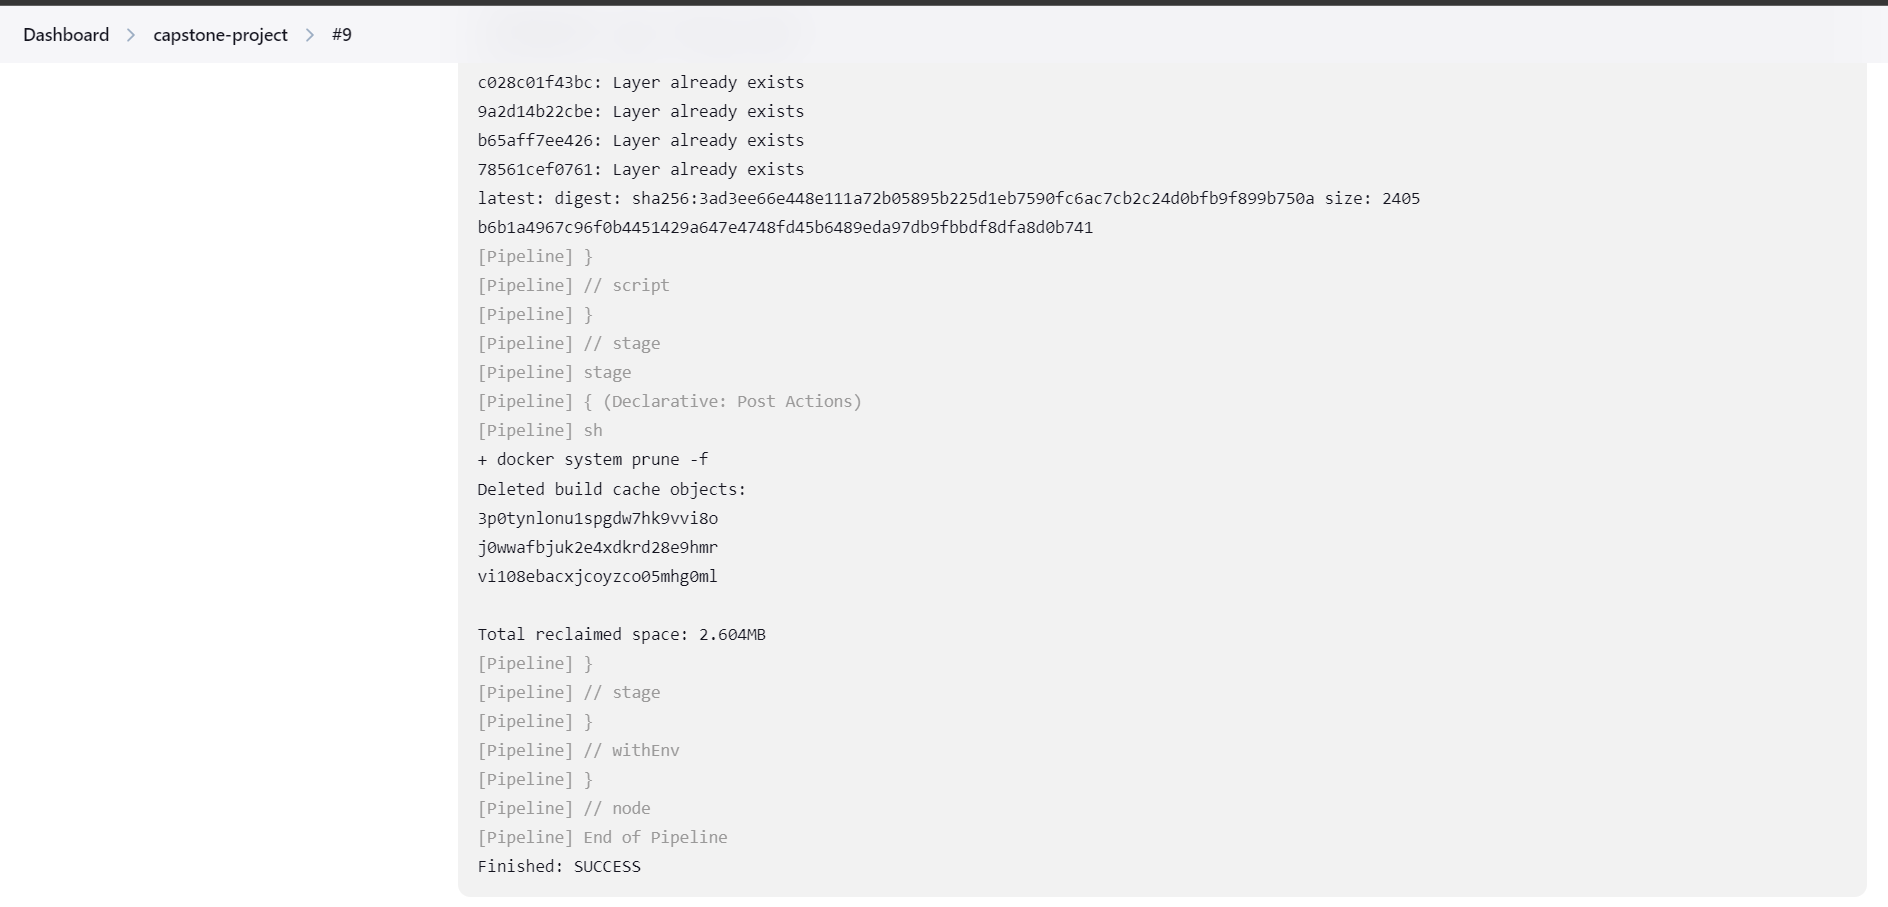 Dashboard > capstone-project > #9
c028c01f43bc: Layer already exists
9a2d14b22cbe: Layer already exists
b65aff7ee426: Layer already exists
78561cef0761: Layer already exists
latest: digest: sha256:3ad3ee66e448e111a72b05895b225d1eb7590fc6ac7cb2c24d0bfb9f899b750a size: 2405
b6b1a4967c96f0b4451429a647e4748fd45b6489eda97db9fbbdf8dfa8d0b741
[Pipeline] }
[Pipeline] // script
[Pipeline] }
[Pipeline] // stage
[Pipeline] stage
[Pipeline] { (Declarative: Post Actions)
[Pipeline] sh
+ docker system prune -f
Deleted build cache objects:
3p0tynlonu1spgdw7hk9vvi8o
j0wwafbjuk2e4xdkrd28e9hmr
vi108ebacxjcoyzco05mhg0ml
Total reclaimed space: 2.604MB
[Pipeline] }
[Pipeline] // stage
[Pipeline] }
[Pipeline] // withEnv
[Pipeline] }
[Pipeline] // node
[Pipeline] End of Pipeline
Finished: SUCCESS